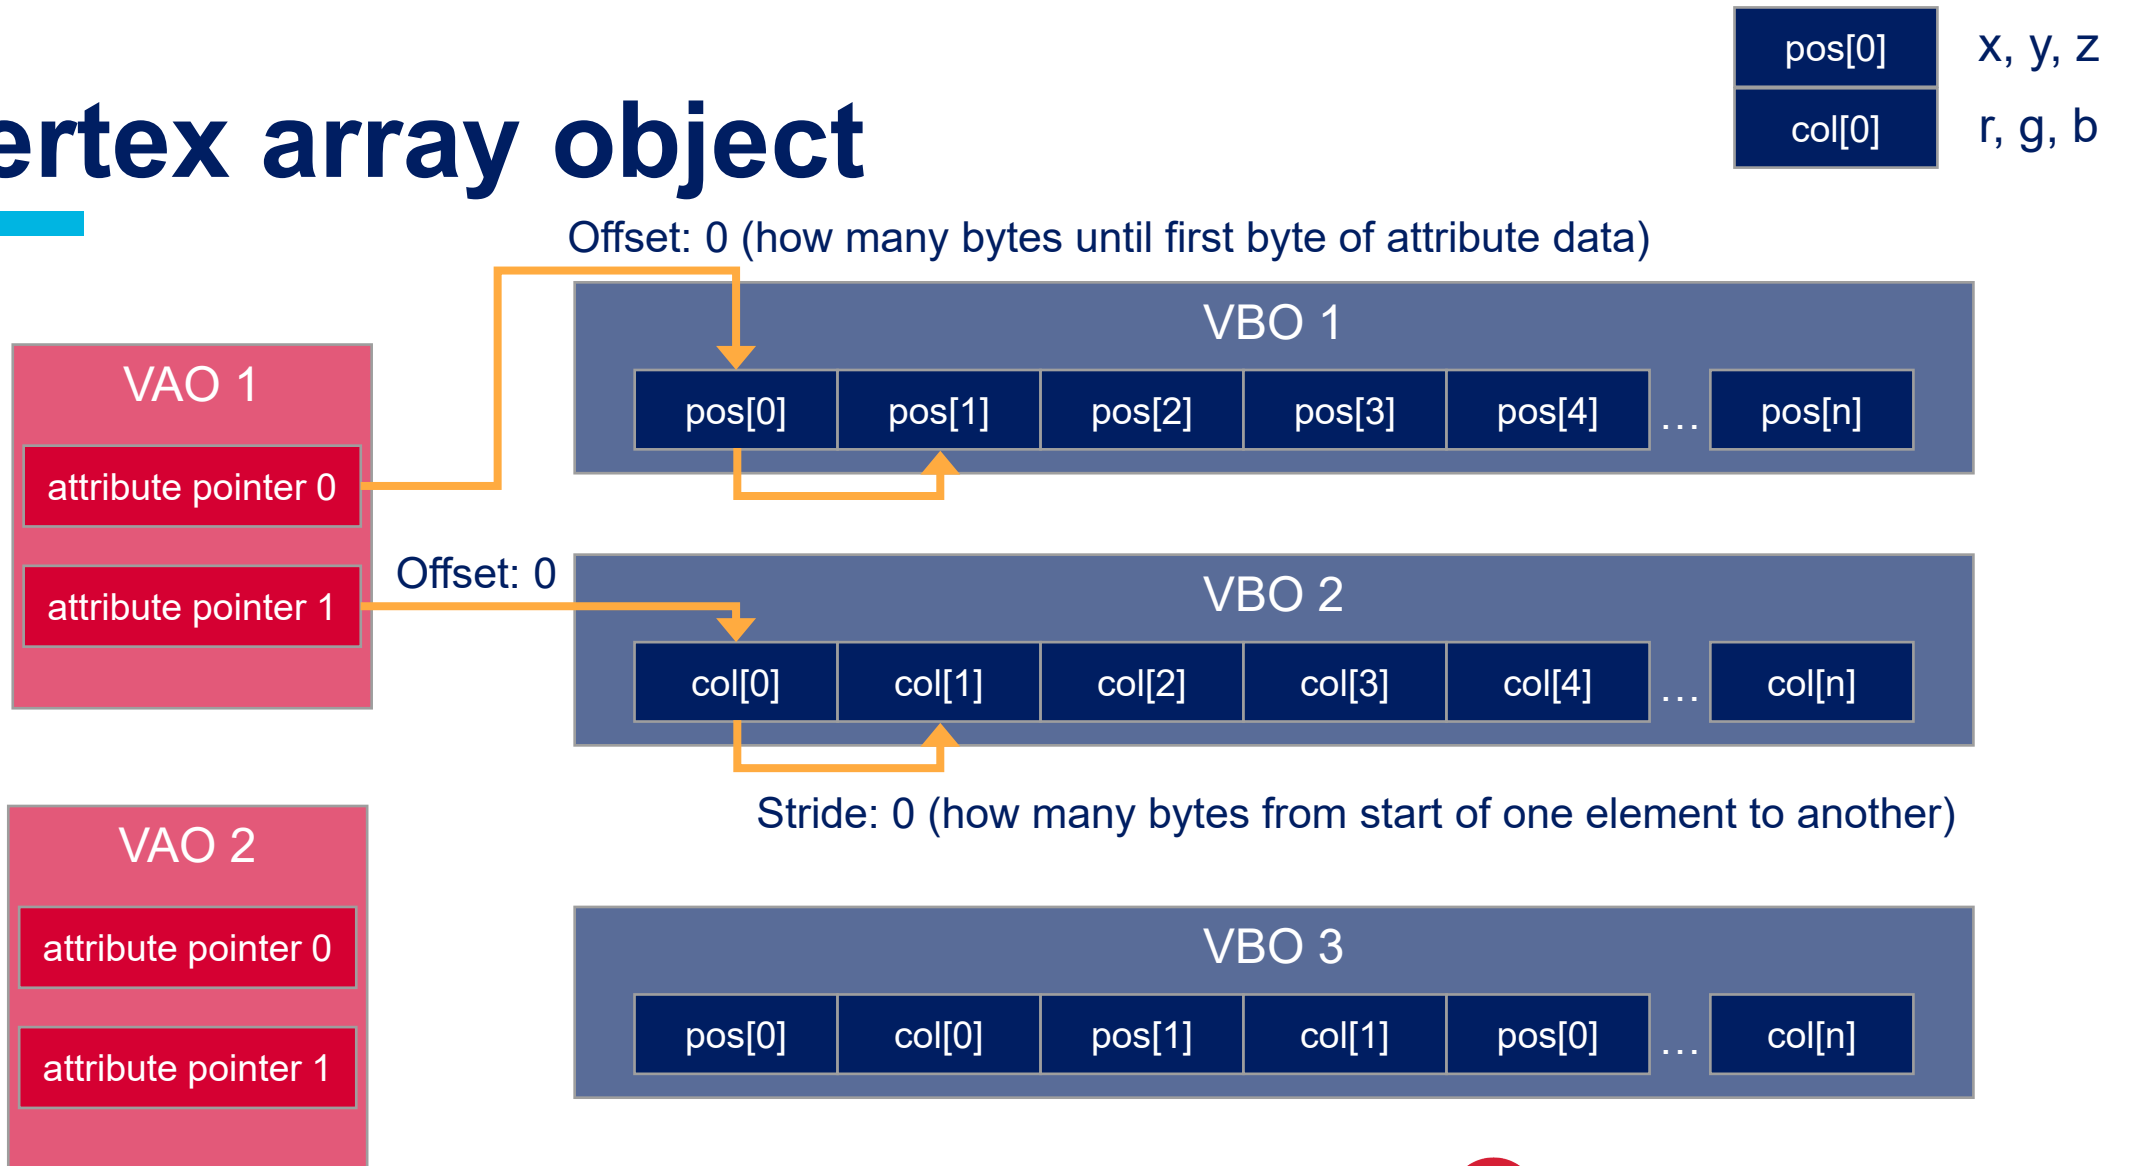 pos[0] x, y, z
col[0] r, g, b
ertex array object
Offset: 0 (how many bytes until first byte of attribute data)
VBO 1
pos[0] pos[1] pos[2] pos[3] pos[4] ... pos[n]
VAO 1
attribute pointer 0
attribute pointer 1
Offset: 0
VBO 2
col[0] col[1] col[2] col[3] col[4] ... col[n]
Stride: 0 (how many bytes from start of one element to another)
VAO 2
attribute pointer 0
attribute pointer 1
VBO 3
pos[0] col[0] pos[1] col[1] pos[0] ... col[n]